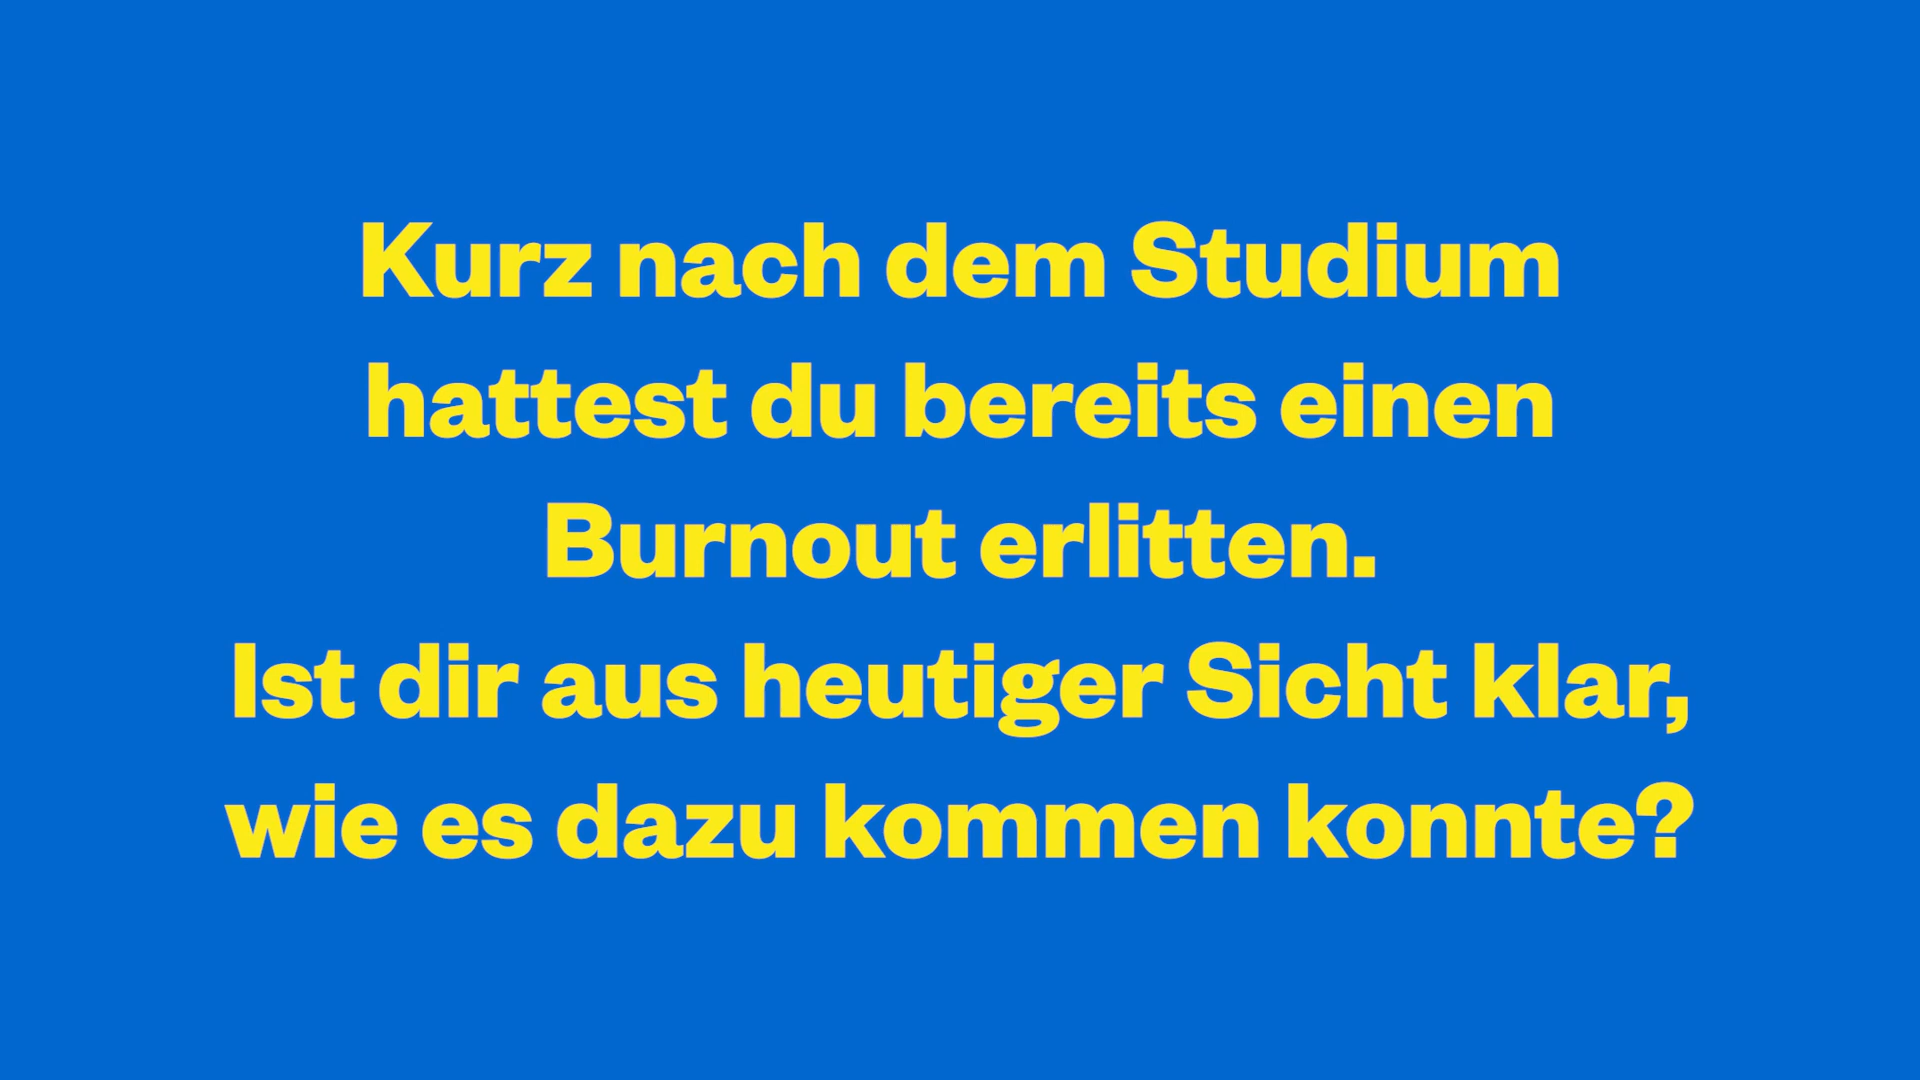 Kurz nach dem Studium
hattest du bereits einen
Burnout erlitten.
Ist dir aus heutiger Sicht klar,
wie es dazu kommen konnte?